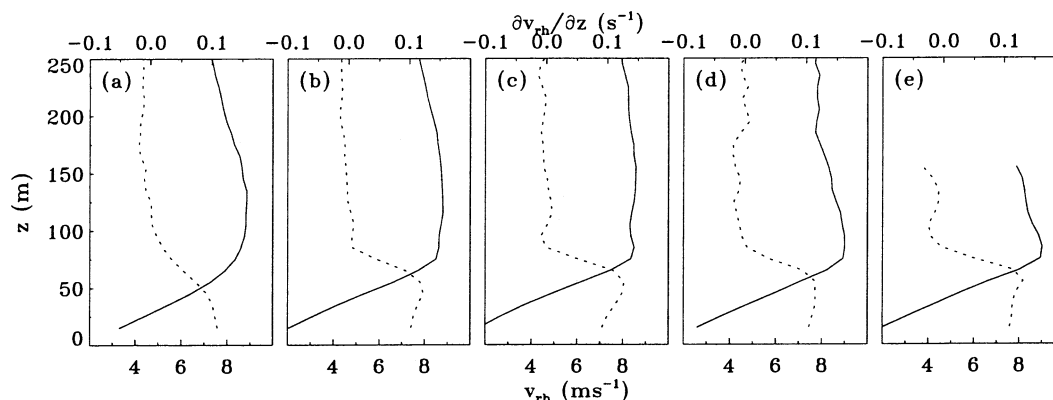 ∂v_rh/∂z (s⁻¹)
−0.1 0.0 0.1 −0.1 0.0 0.1 −0.1 0.0 0.1 −0.1 0.0 0.1 −0.1 0.0 0.1
250 (a) (b) (c) (d) (e)
200
150
100
50
0
z (m)
4 6 8 4 6 8 4 6 8 4 6 8 4 6 8
v_rh (ms⁻¹)